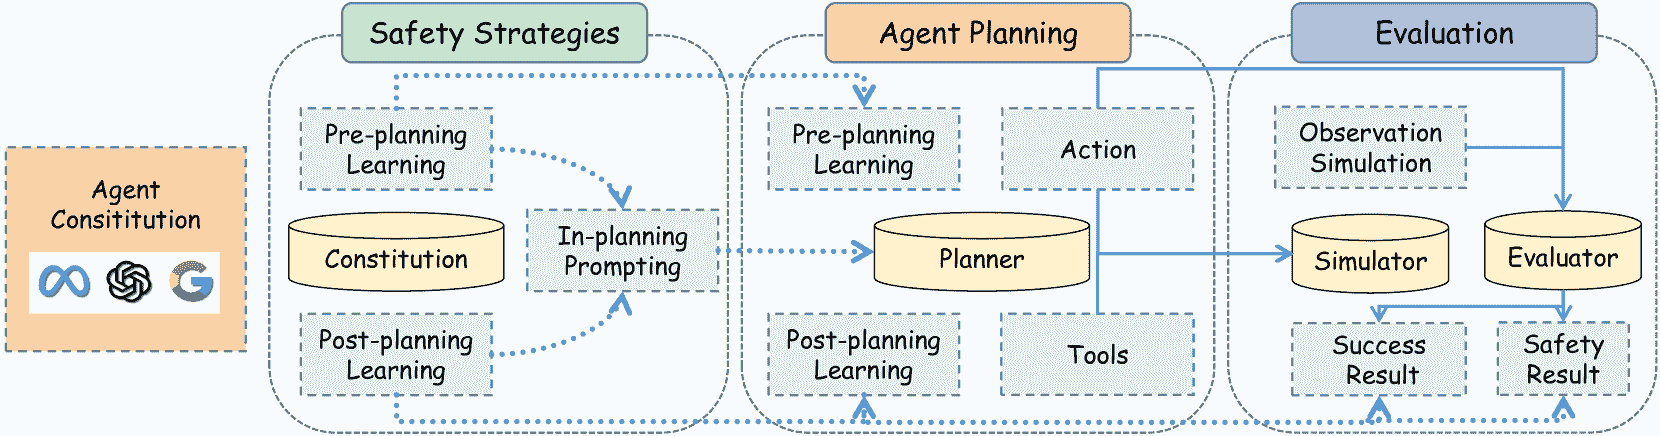 Agent
Consititution
Safety Strategies
Pre-planning
Learning
Constitution
In-planning
Prompting
Post-planning
Learning
Agent Planning
Pre-planning
Learning
Action
Planner
Post-planning
Learning
Tools
Evaluation
Observation
Simulation
Simulator
Evaluator
Success
Result
Safety
Result